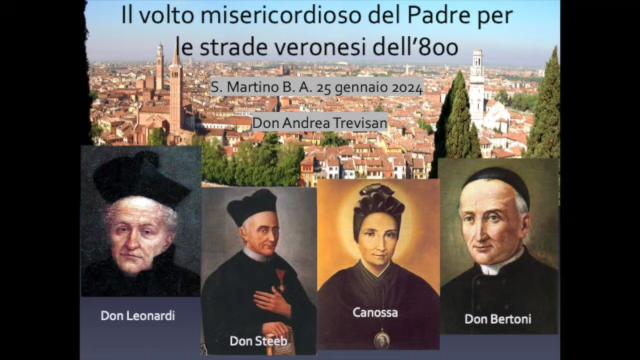 Il volto misericordioso del Padre per
le strade veronesi dell'800
S. Martino B. A. 25 gennaio 2024
Don Andrea Trevisan
Don Leonardi
Don Steeb
Canossa
Don Bertoni